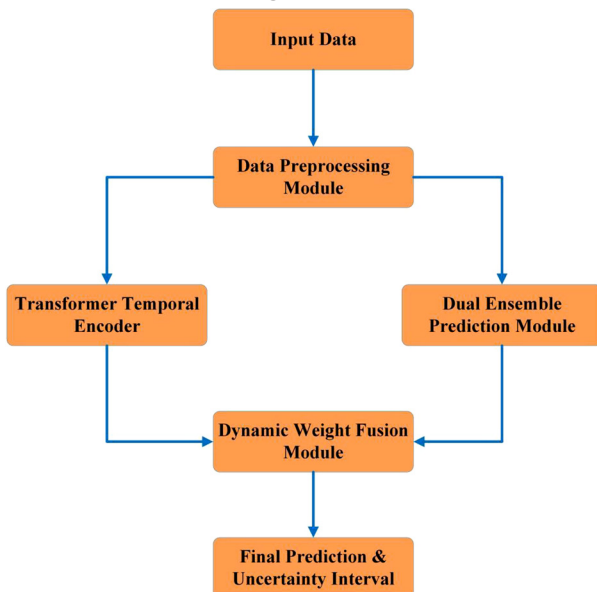 Input Data
Data Preprocessing
Module
Transformer Temporal
Encoder
Dual Ensemble
Prediction Module
Dynamic Weight Fusion
Module
Final Prediction &
Uncertainty Interval